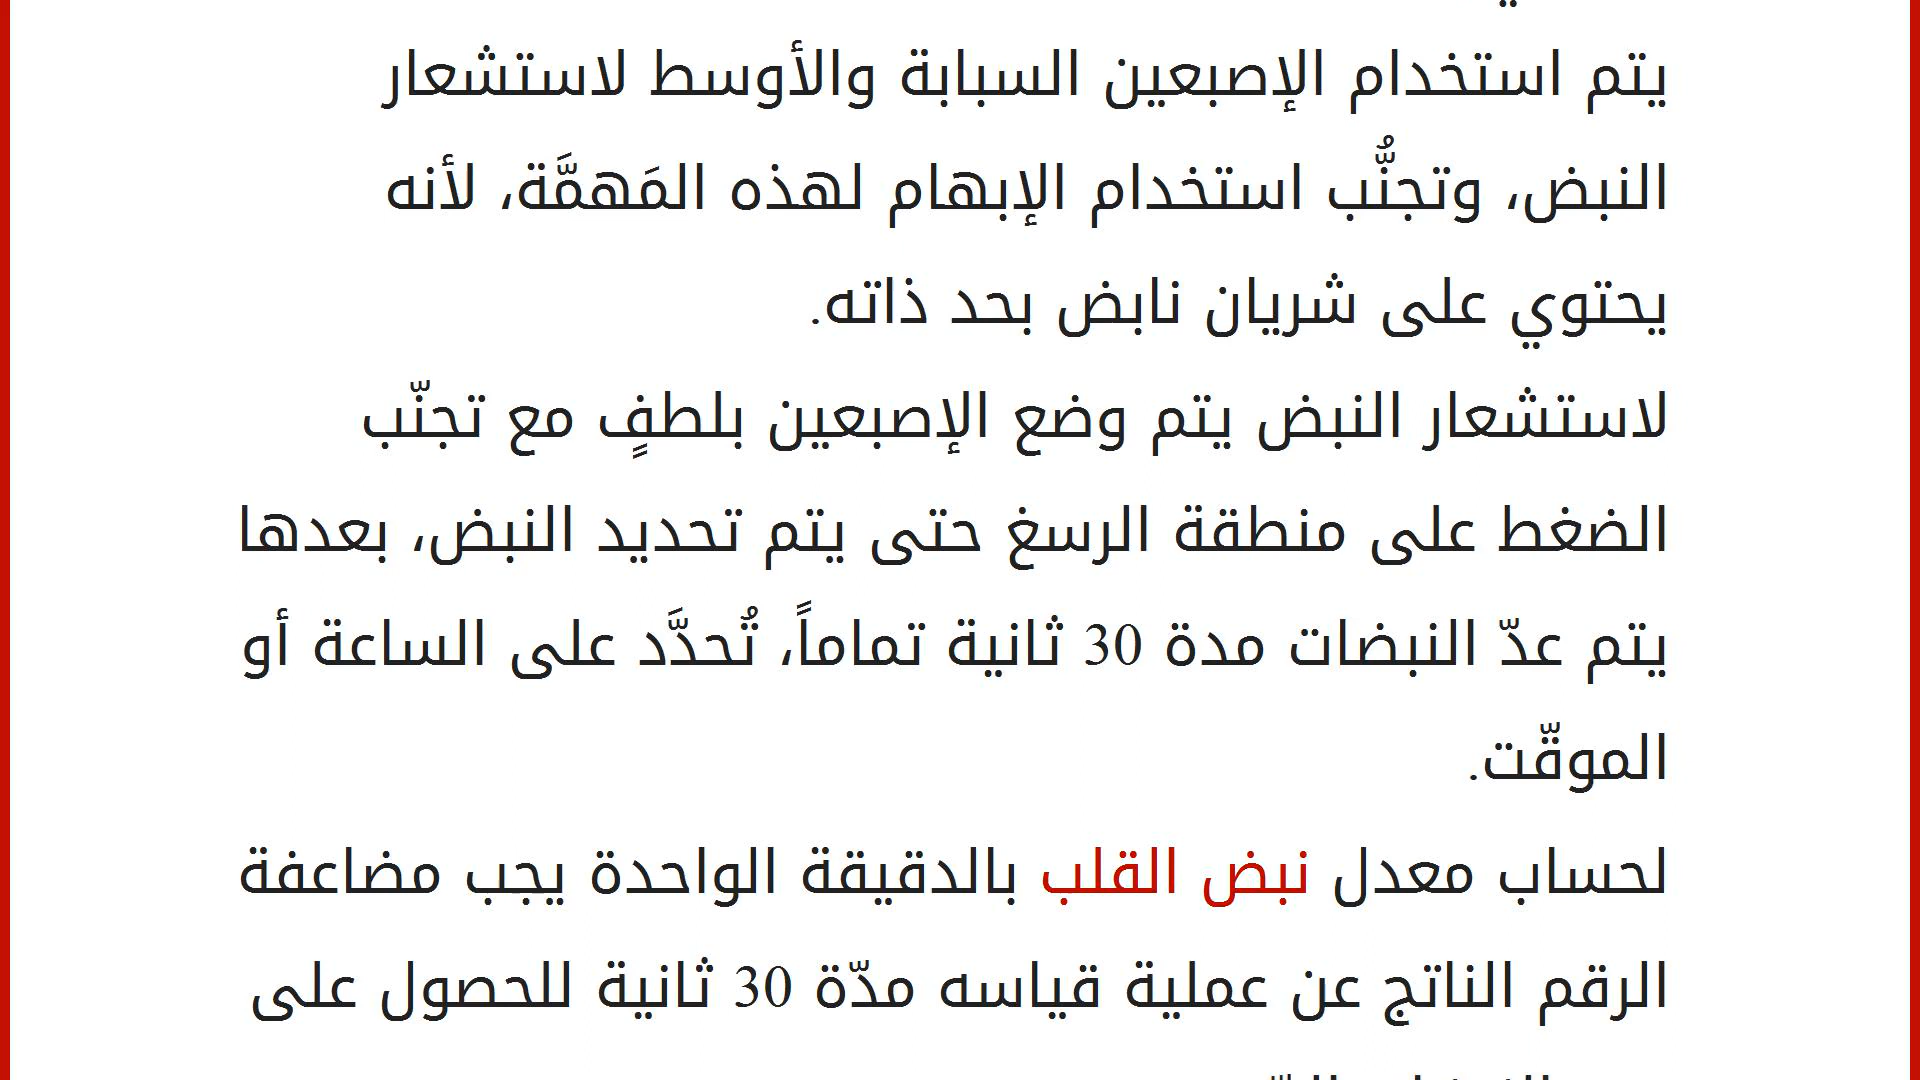 يتم استخدام الإصبعين السبابة والأوسط لاستشعار
النبض، وتجنُّب استخدام الإبهام لهذه المَهمَّة، لأنه
يحتوي على شريان نابض بحد ذاته.
لاستشعار النبض يتم وضع الإصبعين بلطفٍ مع تجنّب
الضغط على منطقة الرسغ حتى يتم تحديد النبض، بعدها
يتم عدّ النبضات مدة 30 ثانية تماماً، تُحدَّد على الساعة أو
الموقّت.
لحساب معدل نبض القلب بالدقيقة الواحدة يجب مضاعفة
الرقم الناتج عن عملية قياسه مدّة 30 ثانية للحصول على